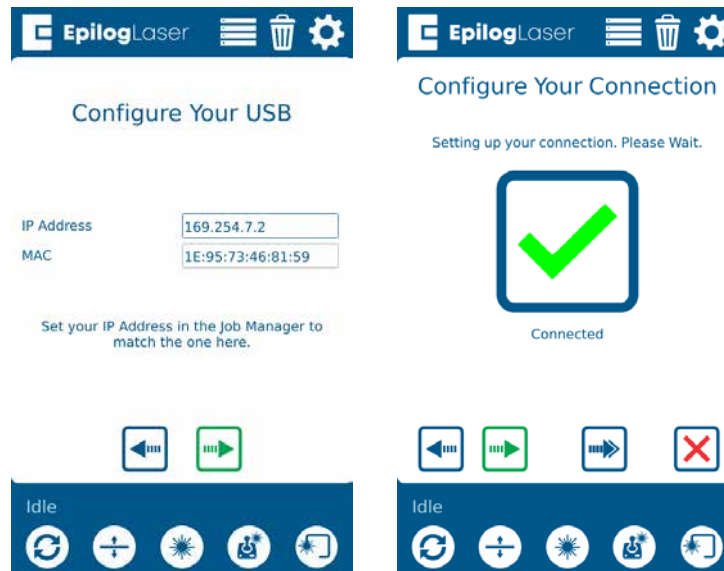 EpilogLaser
Configure Your USB
IP Address 169.254.7.2
MAC 1E:95:73:46:81:59
Set your IP Address in the Job Manager to
match the one here.
Idle
EpilogLaser
Configure Your Connection
Setting up your connection. Please Wait.
Connected
Idle